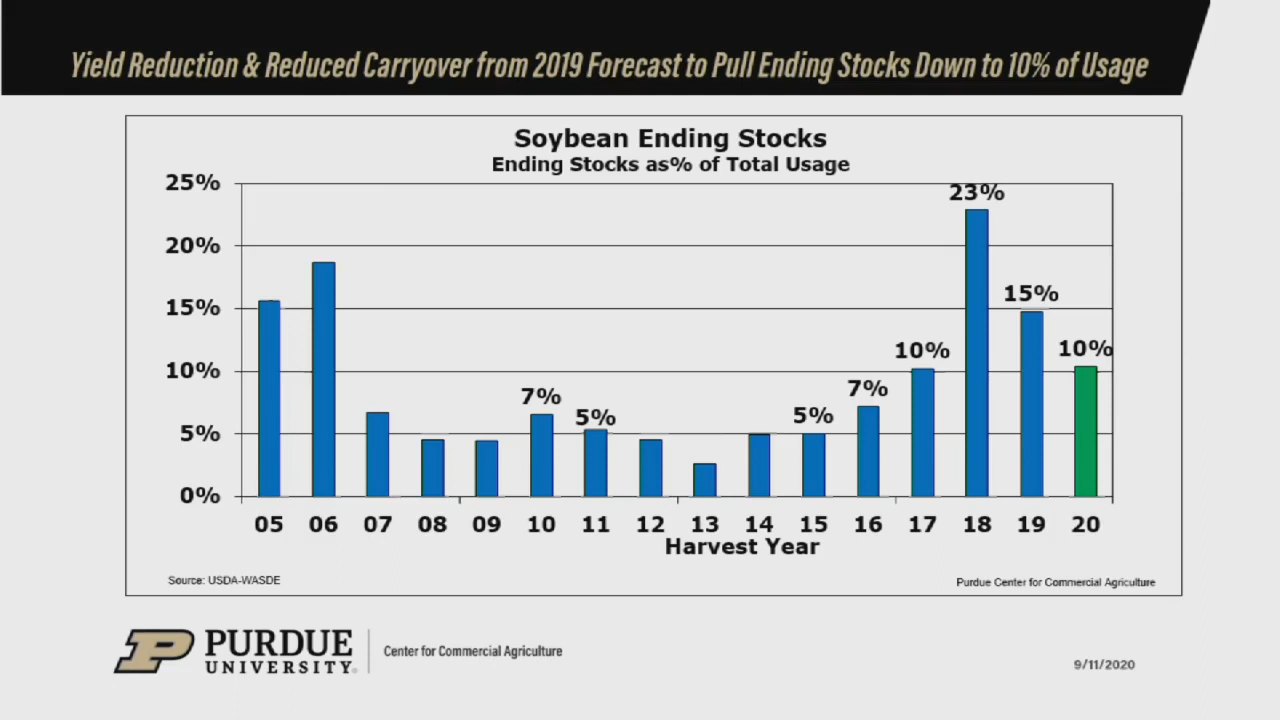 Yield Reduction & Reduced Carryover from 2019 Forecast to Pull Ending Stocks Down to 10% of Usage
Soybean Ending Stocks
Ending Stocks as% of Total Usage
25%
20%
15%
10%
5%
0%
7%
5%
5%
7%
10%
23%
15%
10%
05 06 07 08 09 10 11 12 13 14 15 16 17 18 19 20
Harvest Year
Source: USDA-WASDE
Purdue Center for Commercial Agriculture
P PURDUE
UNIVERSITY
Center for Commercial Agriculture
9/11/2020